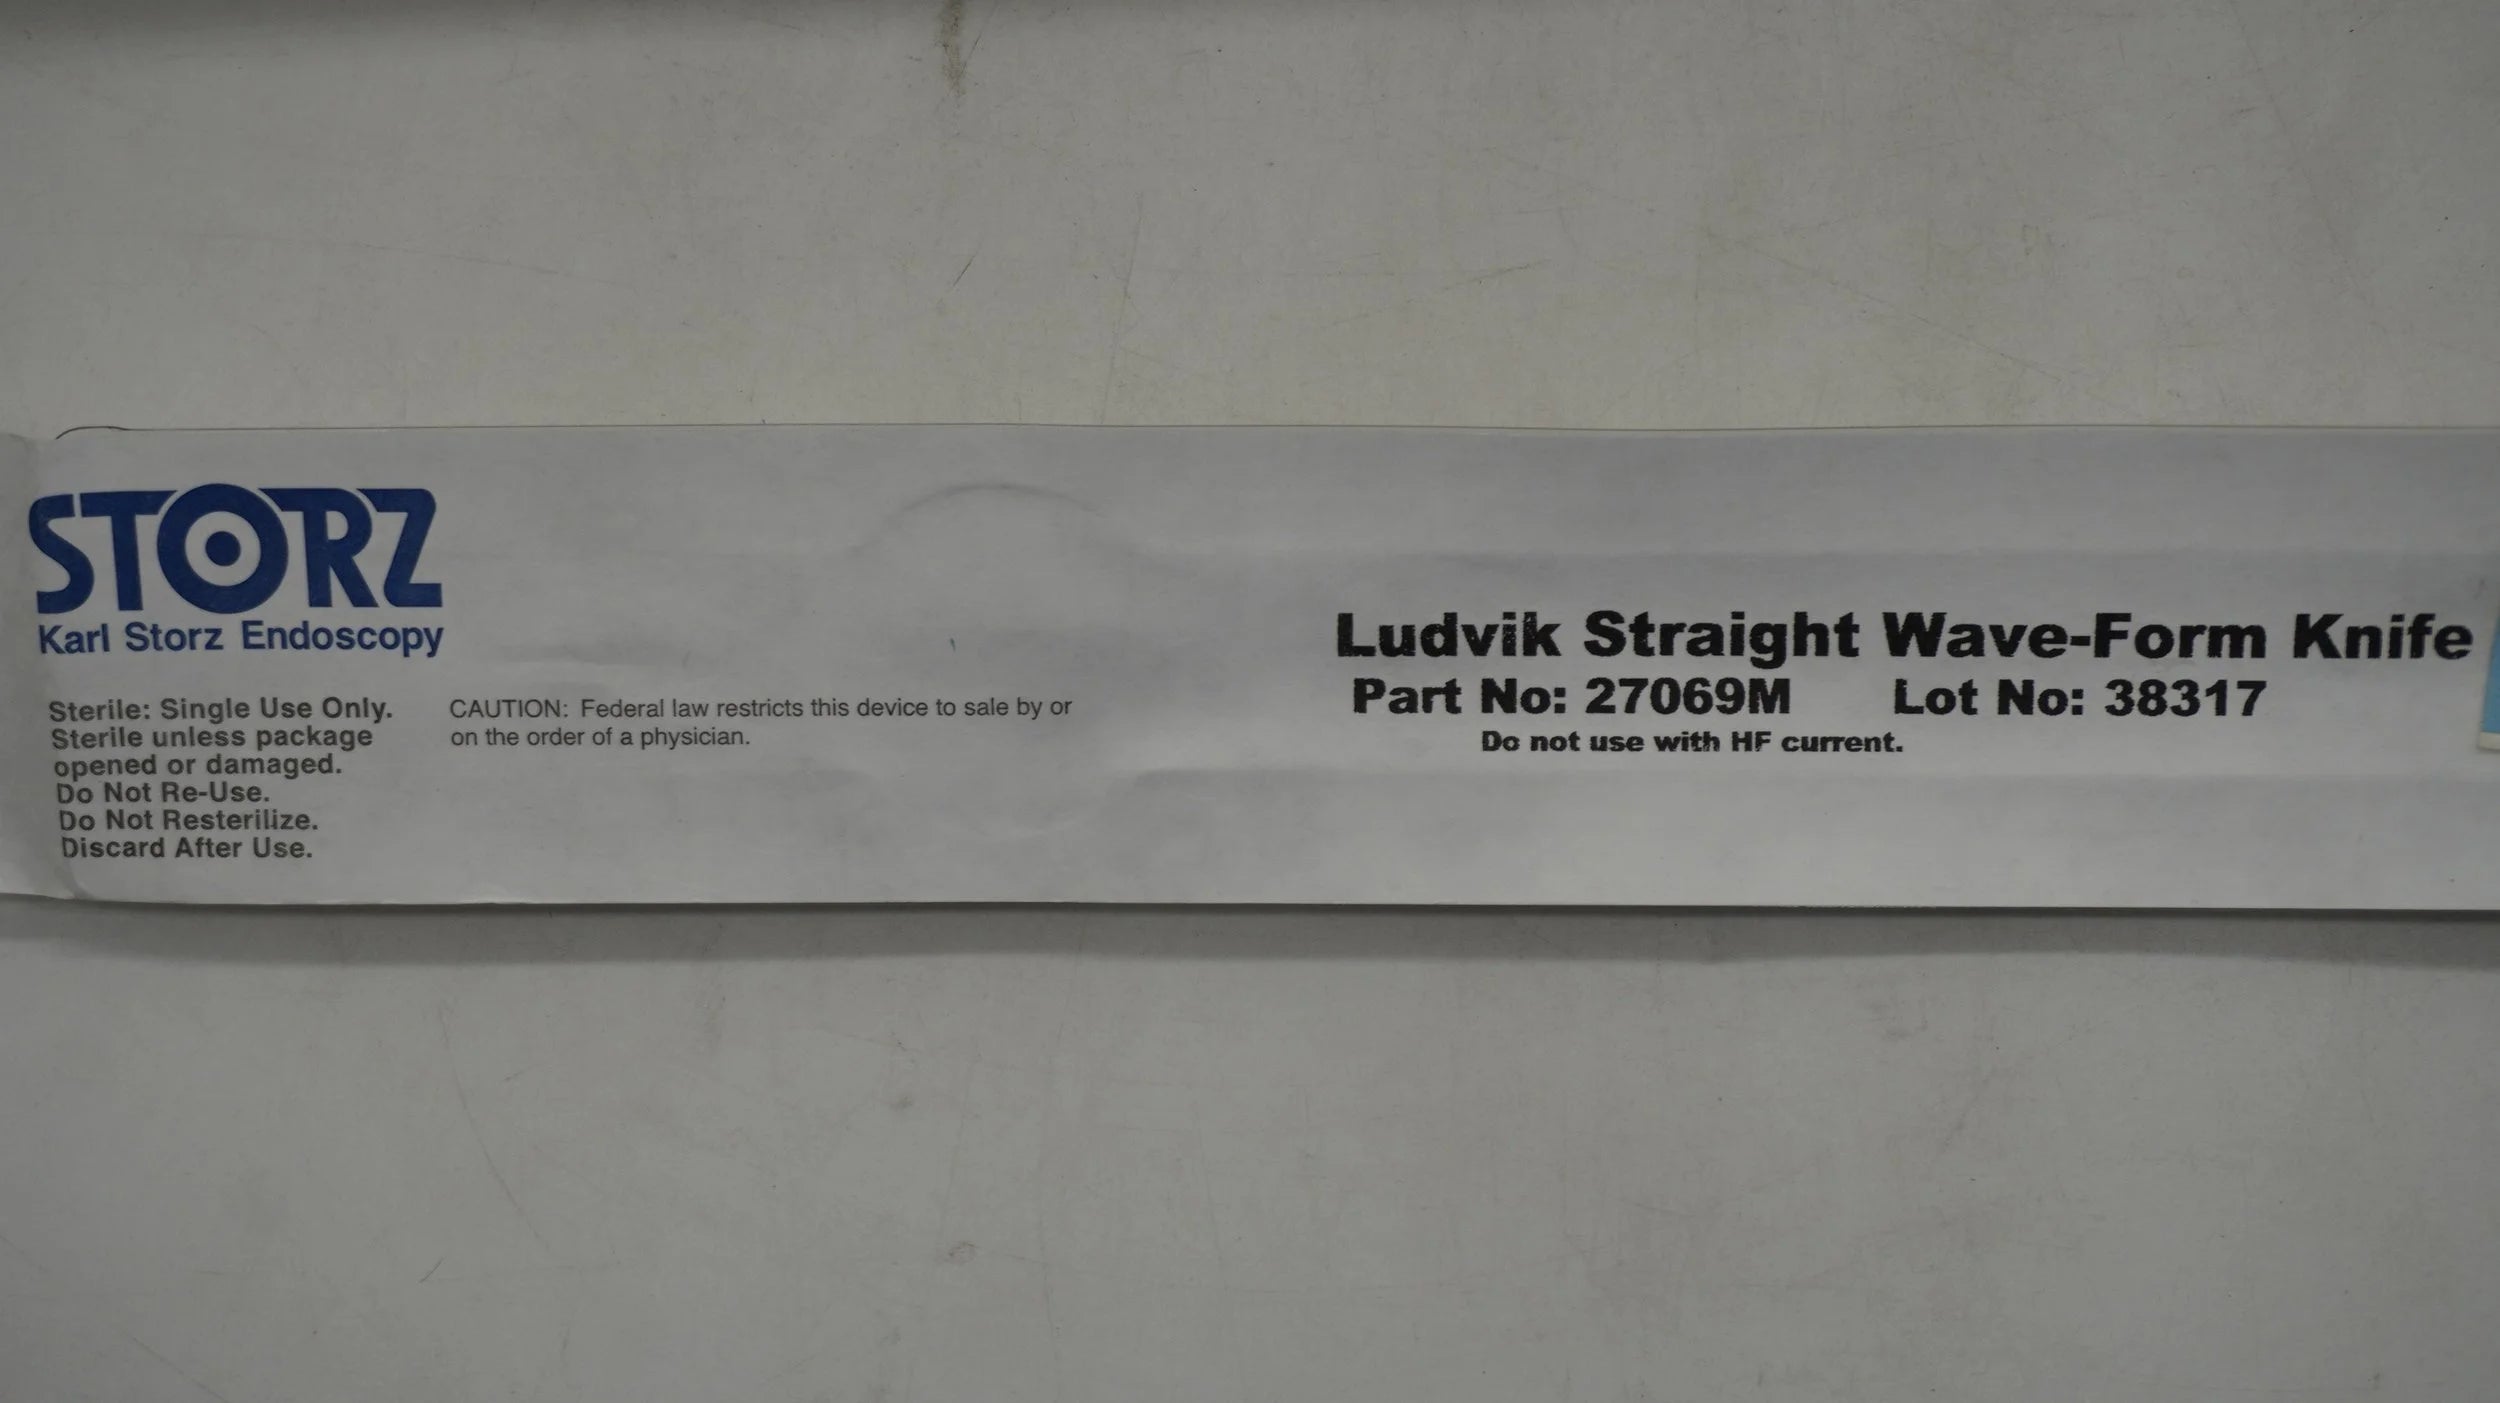 STORZ
Karl Storz Endoscopy
Sterile: Single Use Only.
Sterile unless package
opened or damaged.
Do Not Re-Use.
Do Not Resterilize.
Discard After Use.
CAUTION: Federal law restricts this device to sale by or
on the order of a physician.
Ludvik Straight Wave-Form Knife
Part No: 27069M Lot No: 38317
Do not use with HF current.